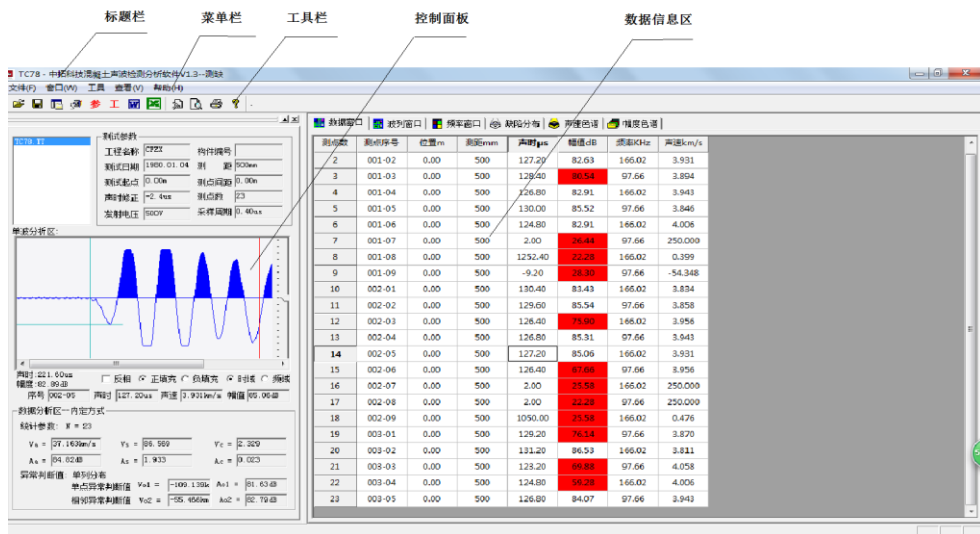 标题栏 菜单栏 工具栏 控制面板 数据信息区
TC78 - 中拓科技混凝土声波检测分析软件V1.3--测缺
文件(F) 窗口(W) 工具 查看(V) 帮助(H)
参 工
数据窗口 波列窗口 频率窗口 缺陷分布 声速色谱 幅度色谱
测试参数
工程名称 CPZX 构件编号
测试日期 1980.01.04 测 距 500mm
测试起点 0.00m 测点间距 0.00m
声时修正 -2.4us 测点数 23
发射电压 500V 采样周期 0.40us
单波分析区:
声时:221.60us
幅度:82.89dB
反相 正填充 负填充 时域 频域
序号 002-05 声时 127.20us 声速 3.931km/s 幅值 85.06dB
数据分析区--内定方式
统计参数: N = 23
Vm = 37.163km/s Vs = 86.589 Vc = 2.329
Am = 84.82dB As = 1.933 Ac = 0.023
异常判断值: 单列分布
单点异常判断值 Vo1 = -109.139k Ao1 = 81.63dB
相邻异常判断值 Vo2 = -55.466km Ao2 = 82.79dB
测点数 测点序号 位置m 测距mm 声时μs 幅值dB 频率KHz 声速km/s
2 001-02 0.00 500 127.20 82.63 166.02 3.931
3 001-03 0.00 500 128.40 80.54 97.66 3.894
4 001-04 0.00 500 126.80 82.91 166.02 3.943
5 001-05 0.00 500 130.00 85.52 97.66 3.846
6 001-06 0.00 500 124.80 82.91 166.02 4.006
7 001-07 0.00 500 2.00 26.44 97.66 250.000
8 001-08 0.00 500 1252.40 22.28 166.02 0.399
9 001-09 0.00 500 -9.20 28.30 97.66 -54.348
10 002-01 0.00 500 130.40 83.43 166.02 3.834
11 002-02 0.00 500 129.60 85.54 97.66 3.858
12 002-03 0.00 500 126.40 75.90 166.02 3.956
13 002-04 0.00 500 126.80 85.31 97.66 3.943
14 002-05 0.00 500 127.20 85.06 166.02 3.931
15 002-06 0.00 500 126.40 67.66 97.66 3.956
16 002-07 0.00 500 2.00 25.58 166.02 250.000
17 002-08 0.00 500 2.00 22.28 97.66 250.000
18 002-09 0.00 500 1050.00 25.58 166.02 0.476
19 003-01 0.00 500 129.20 76.14 97.66 3.870
20 003-02 0.00 500 131.20 86.53 166.02 3.811
21 003-03 0.00 500 123.20 69.88 97.66 4.058
22 003-04 0.00 500 124.80 59.28 166.02 4.006
23 003-05 0.00 500 126.80 84.07 97.66 3.943